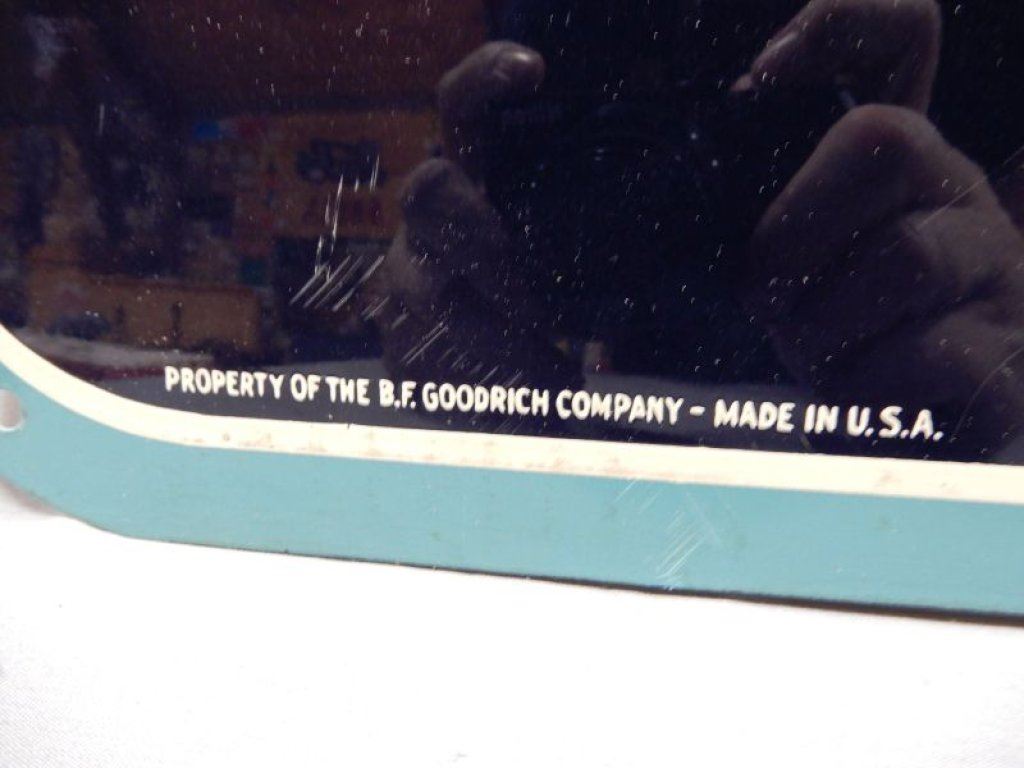 PROPERTY OF THE B.F. GOODRICH COMPANY - MADE IN U.S.A.